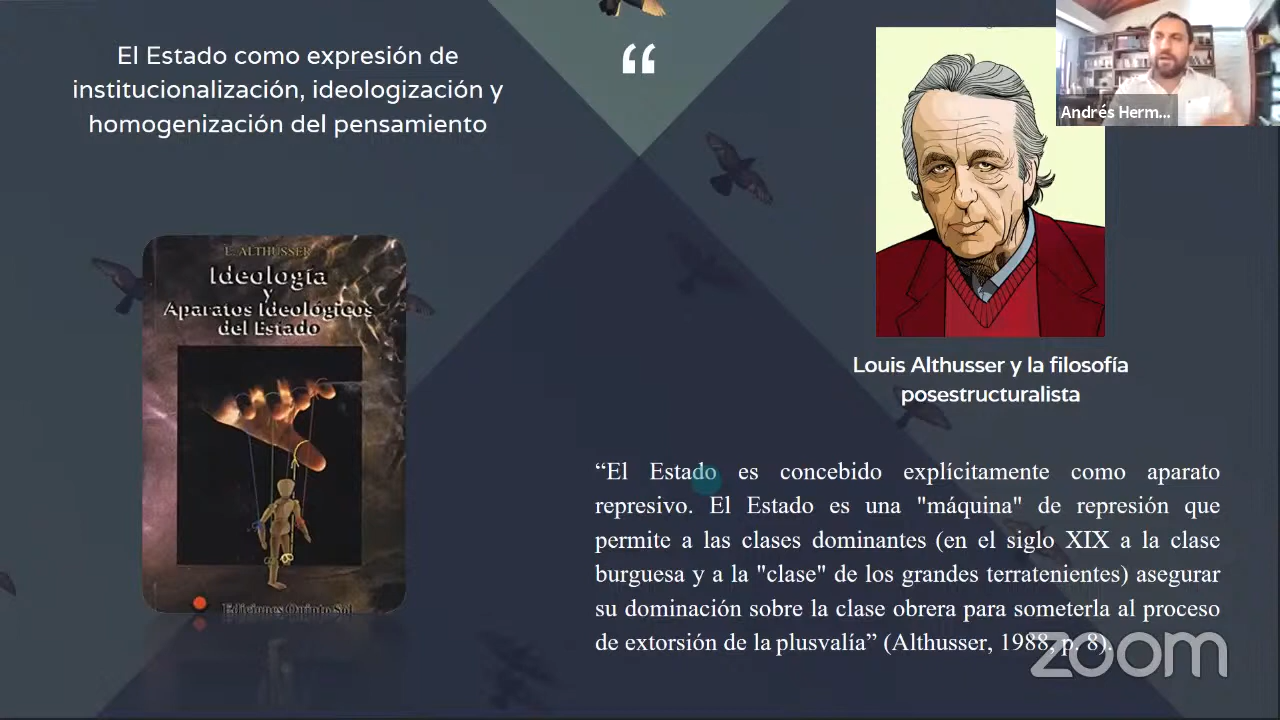 El Estado como expresión de
institucionalización, ideologización y
homogenización del pensamiento
“
Andrés Herm...
L. ALTHUSSER
Ideología
y
Aparatos Ideológicos
del Estado
Ediciones Quinto Sol
Louis Althusser y la filosofía
posestructuralista
“El Estado es concebido explícitamente como aparato
represivo. El Estado es una "máquina" de represión que
permite a las clases dominantes (en el siglo XIX a la clase
burguesa y a la "clase" de los grandes terratenientes) asegurar
su dominación sobre la clase obrera para someterla al proceso
de extorsión de la plusvalía” (Althusser, 1988, p. 8).
zoom